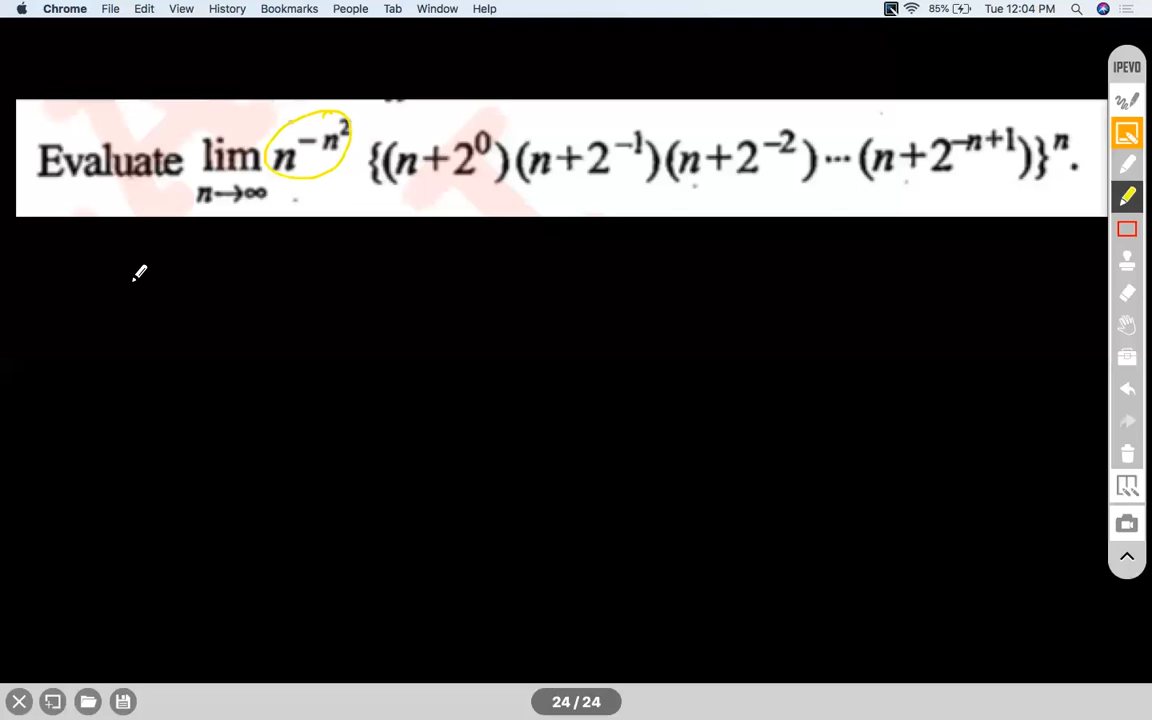 Chrome File Edit View History Bookmarks People Tab Window Help 85% Tue 12:04 PM
IPEVO
Evaluate lim n→∞ n^{-n^2} {(n+2^0)(n+2^{-1})(n+2^{-2})···(n+2^{-n+1})}^n.
24 / 24